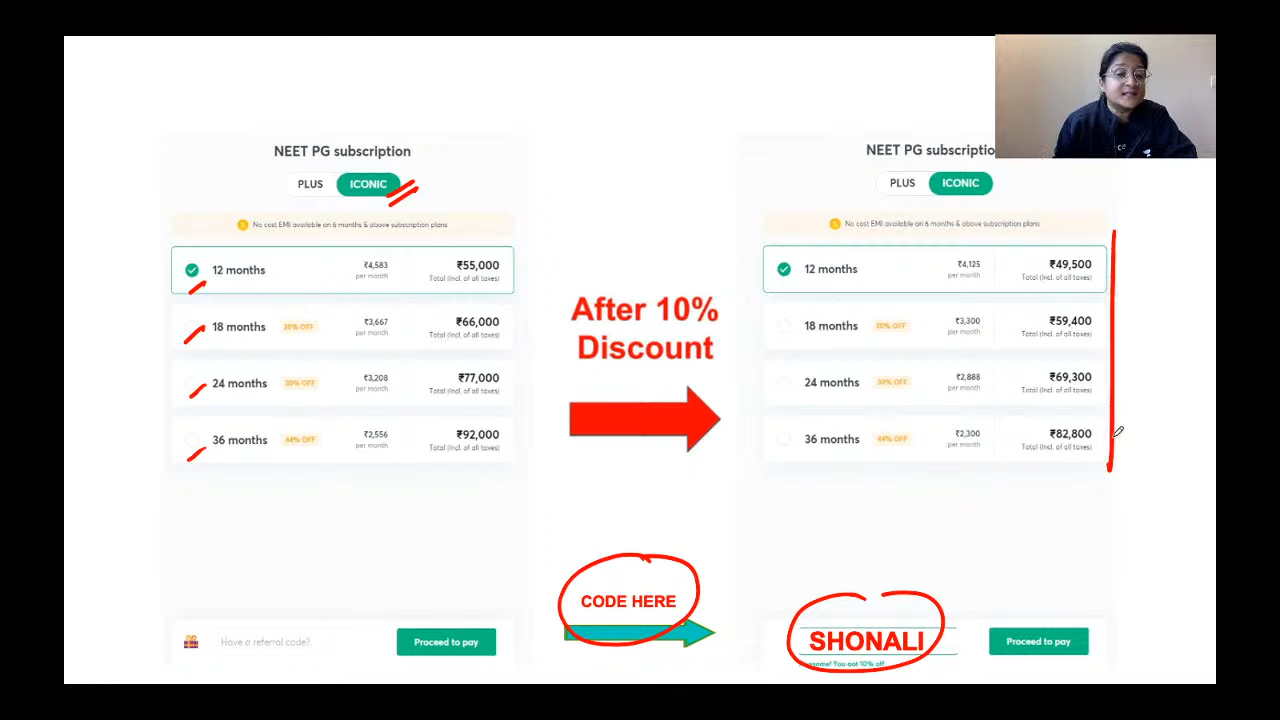 NEET PG subscription
PLUS ICONIC
No cost EMI available on 6 months & above subscription plans
12 months ₹4,583 per month ₹55,000 Total (Incl. of all taxes)
18 months 20% OFF ₹3,667 per month ₹66,000 Total (Incl. of all taxes)
24 months 30% OFF ₹3,208 per month ₹77,000 Total (Incl. of all taxes)
36 months 44% OFF ₹2,556 per month ₹92,000 Total (Incl. of all taxes)
Have a referral code? Proceed to pay
After 10%
Discount
CODE HERE
NEET PG subscriptio
PLUS ICONIC
No cost EMI available on 6 months & above subscription plans
12 months ₹4,125 per month ₹49,500 Total (Incl. of all taxes)
18 months 20% OFF ₹3,300 per month ₹59,400 Total (Incl. of all taxes)
24 months 30% OFF ₹2,888 per month ₹69,300 Total (Incl. of all taxes)
36 months 44% OFF ₹2,300 per month ₹82,800 Total (Incl. of all taxes)
SHONALI Proceed to pay
You got 10% off